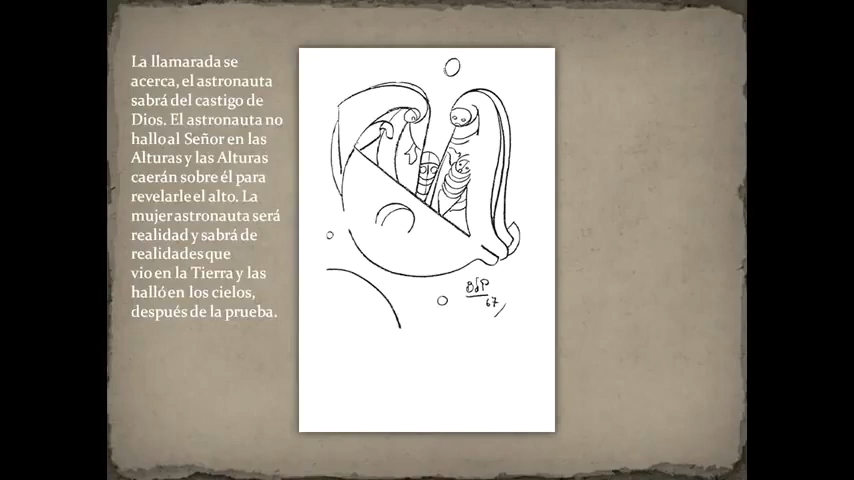 La llamarada se
acerca, el astronauta
sabrá del castigo de
Dios. El astronauta no
hallo al Señor en las
Alturas y las Alturas
caerán sobre él para
revelarle el alto. La
mujer astronauta será
realidad y sabrá de
realidades que
vio en la Tierra y las
halló en los cielos,
después de la prueba.
BSP
67